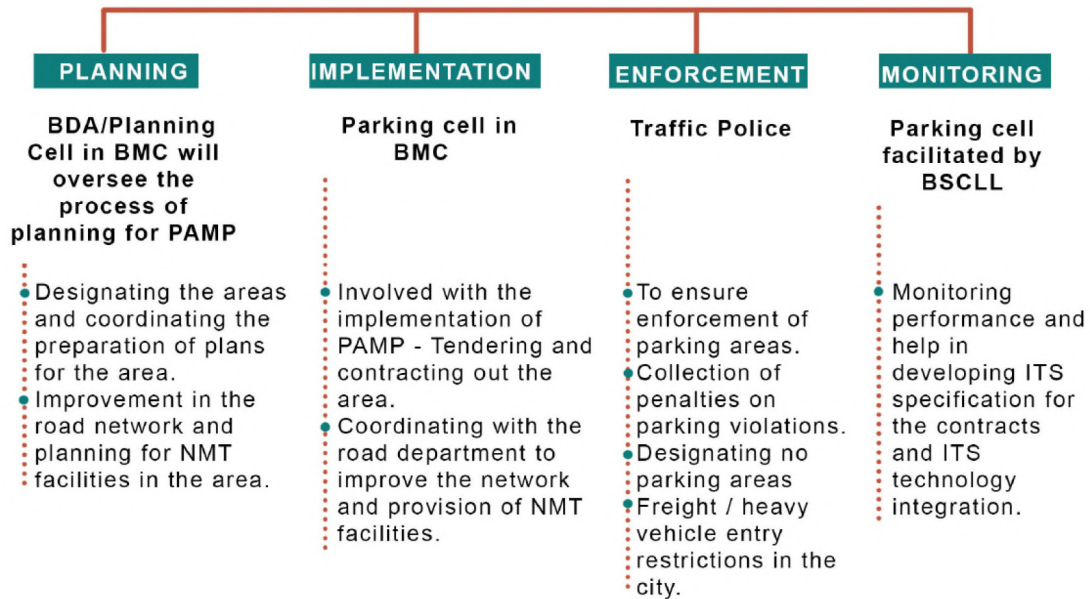 PLANNING
BDA/Planning
Cell in BMC will
oversee the
process of
planning for PAMP
Designating the areas
and coordinating the
preparation of plans
for the area.
Improvement in the
road network and
planning for NMT
facilities in the area.
IMPLEMENTATION
Parking cell in
BMC
Involved with the
implementation of
PAMP - Tendering and
contracting out the
area.
Coordinating with the
road department to
improve the network
and provision of NMT
facilities.
ENFORCEMENT
Traffic Police
To ensure
enforcement of
parking areas.
Collection of
penalties on
parking violations.
Designating no
parking areas
Freight / heavy
vehicle entry
restrictions in the
city.
MONITORING
Parking cell
facilitated by
BSCLL
Monitoring
performance and
help in
developing ITS
specification for
the contracts
and ITS
technology
integration.